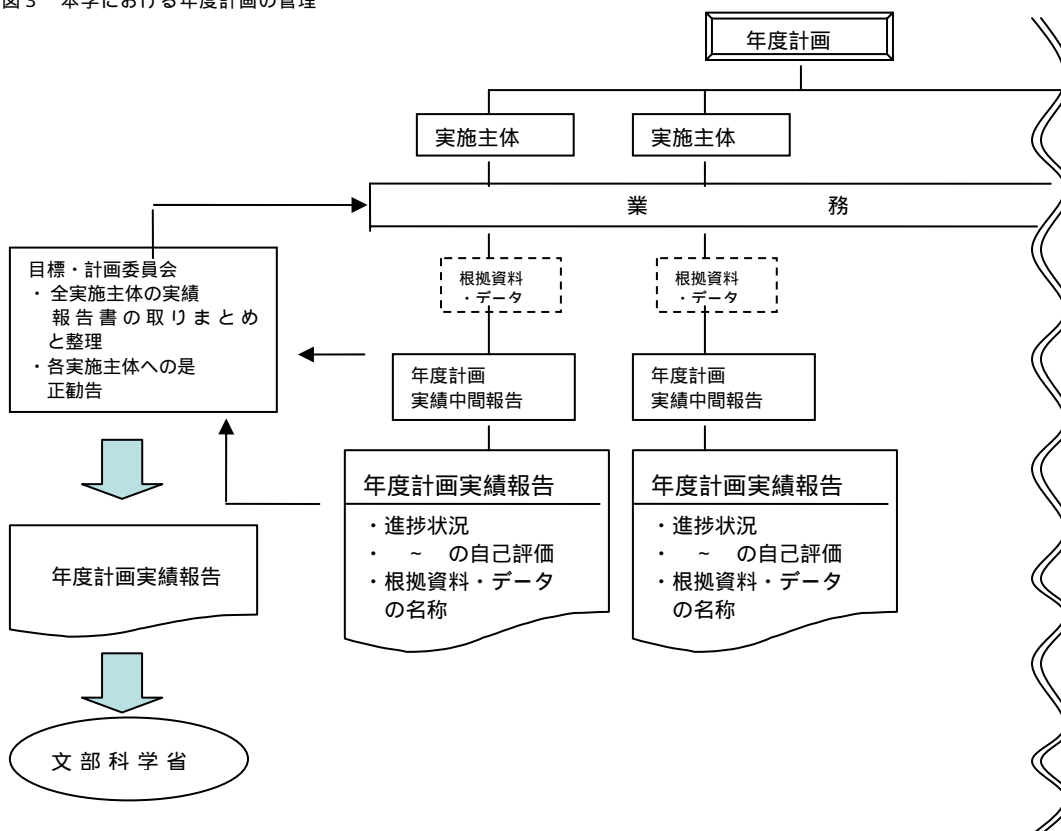 図3　本学における年度計画の管理
年度計画
実施主体
実施主体
業　務
目標・計画委員会
・全実施主体の実績
報告書の取りまとめ
と整理
・各実施主体への是
正勧告
根拠資料
・データ
根拠資料
・データ
年度計画
実績中間報告
年度計画
実績中間報告
年度計画実績報告
・進捗状況
・　～　の自己評価
・根拠資料・データ
の名称
年度計画実績報告
・進捗状況
・　～　の自己評価
・根拠資料・データ
の名称
年度計画実績報告
文部科学省